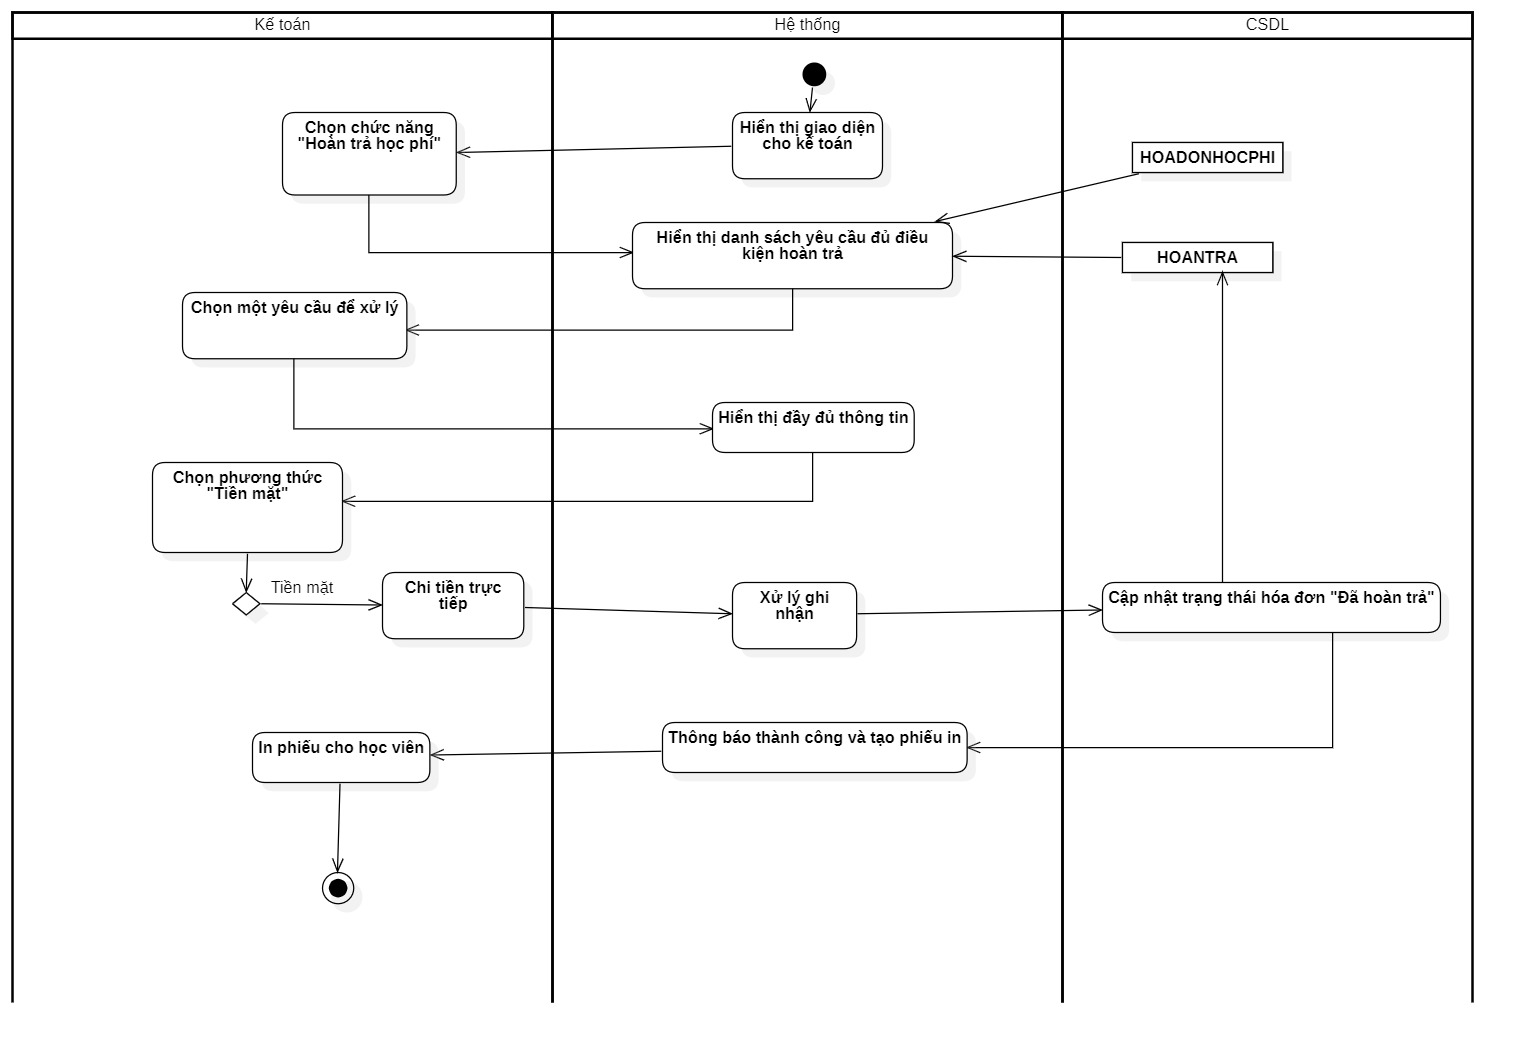 Kế toán
Hệ thống
CSDL
Chọn chức năng
"Hoàn trả học phí"
Hiển thị giao diện
cho kế toán
HOADONHOCPHI
Hiển thị danh sách yêu cầu đủ điều
kiện hoàn trả
HOANTRA
Chọn một yêu cầu để xử lý
Hiển thị đầy đủ thông tin
Chọn phương thức
"Tiền mặt"
Tiền mặt
Chi tiền trực
tiếp
Xử lý ghi
nhận
Cập nhật trạng thái hóa đơn "Đã hoàn trả"
Thông báo thành công và tạo phiếu in
In phiếu cho học viên